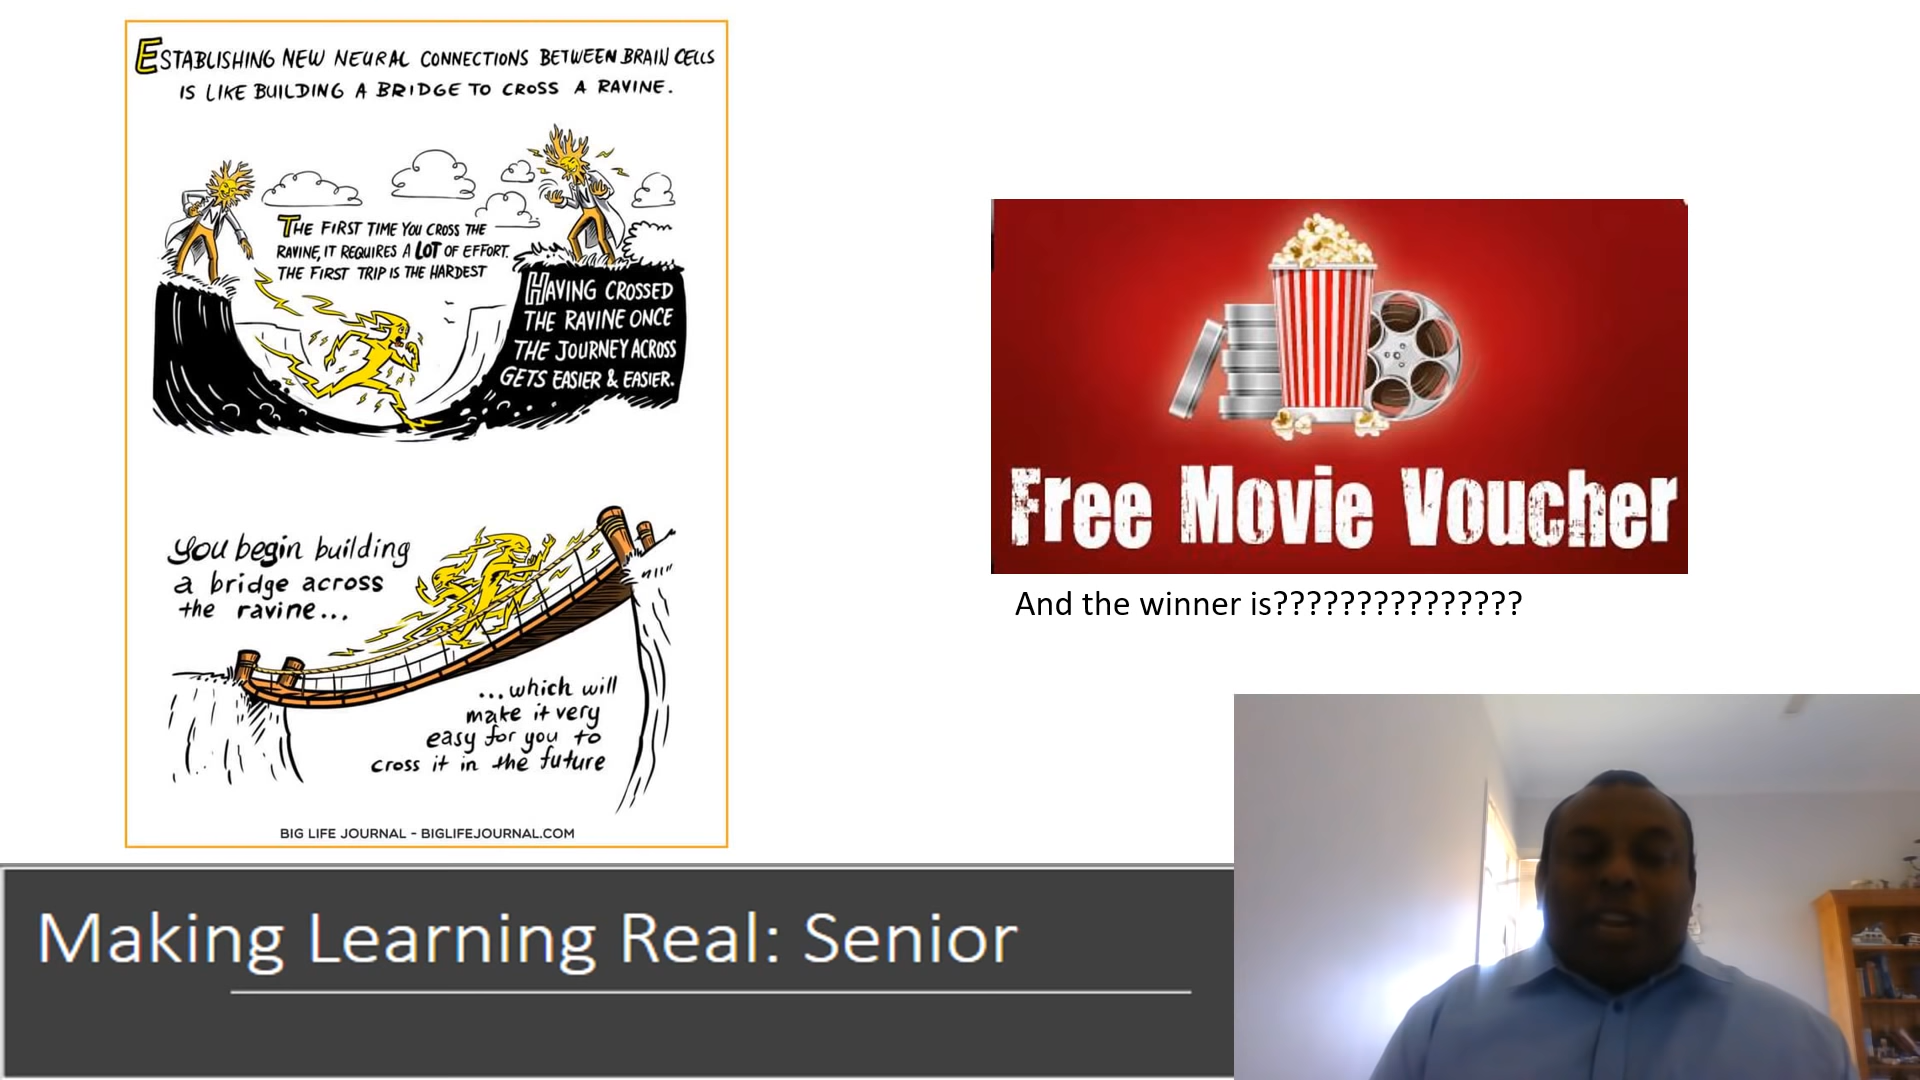 ESTABLISHING NEW NEURAL CONNECTIONS BETWEEN BRAIN CELLS
IS LIKE BUILDING A BRIDGE TO CROSS A RAVINE.
THE FIRST TIME YOU CROSS THE
RAVINE, IT REQUIRES A LOT OF EFFORT.
THE FIRST TRIP IS THE HARDEST
HAVING CROSSED
THE RAVINE ONCE
THE JOURNEY ACROSS
GETS EASIER & EASIER.
you begin building
a bridge across
the ravine...
...which will
make it very
easy for you to
cross it in the future
BIG LIFE JOURNAL - BIGLIFEJOURNAL.COM
Free Movie Voucher
And the winner is???????????????
Making Learning Real: Senior